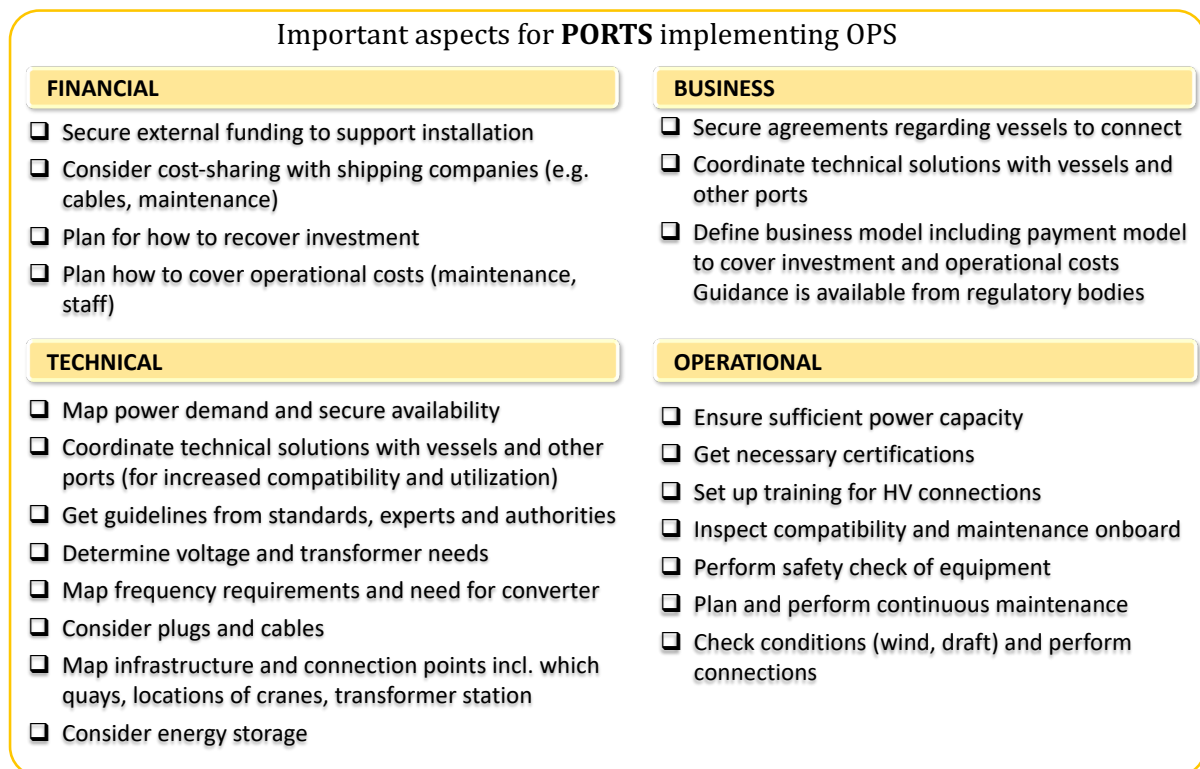 Important aspects for PORTS implementing OPS
FINANCIAL
Secure external funding to support installation
Consider cost-sharing with shipping companies (e.g.
cables, maintenance)
Plan for how to recover investment
Plan how to cover operational costs (maintenance,
staff)
BUSINESS
Secure agreements regarding vessels to connect
Coordinate technical solutions with vessels and
other ports
Define business model including payment model
to cover investment and operational costs
Guidance is available from regulatory bodies
TECHNICAL
Map power demand and secure availability
Coordinate technical solutions with vessels and other
ports (for increased compatibility and utilization)
Get guidelines from standards, experts and authorities
Determine voltage and transformer needs
Map frequency requirements and need for converter
Consider plugs and cables
Map infrastructure and connection points incl. which
quays, locations of cranes, transformer station
Consider energy storage
OPERATIONAL
Ensure sufficient power capacity
Get necessary certifications
Set up training for HV connections
Inspect compatibility and maintenance onboard
Perform safety check of equipment
Plan and perform continuous maintenance
Check conditions (wind, draft) and perform
connections